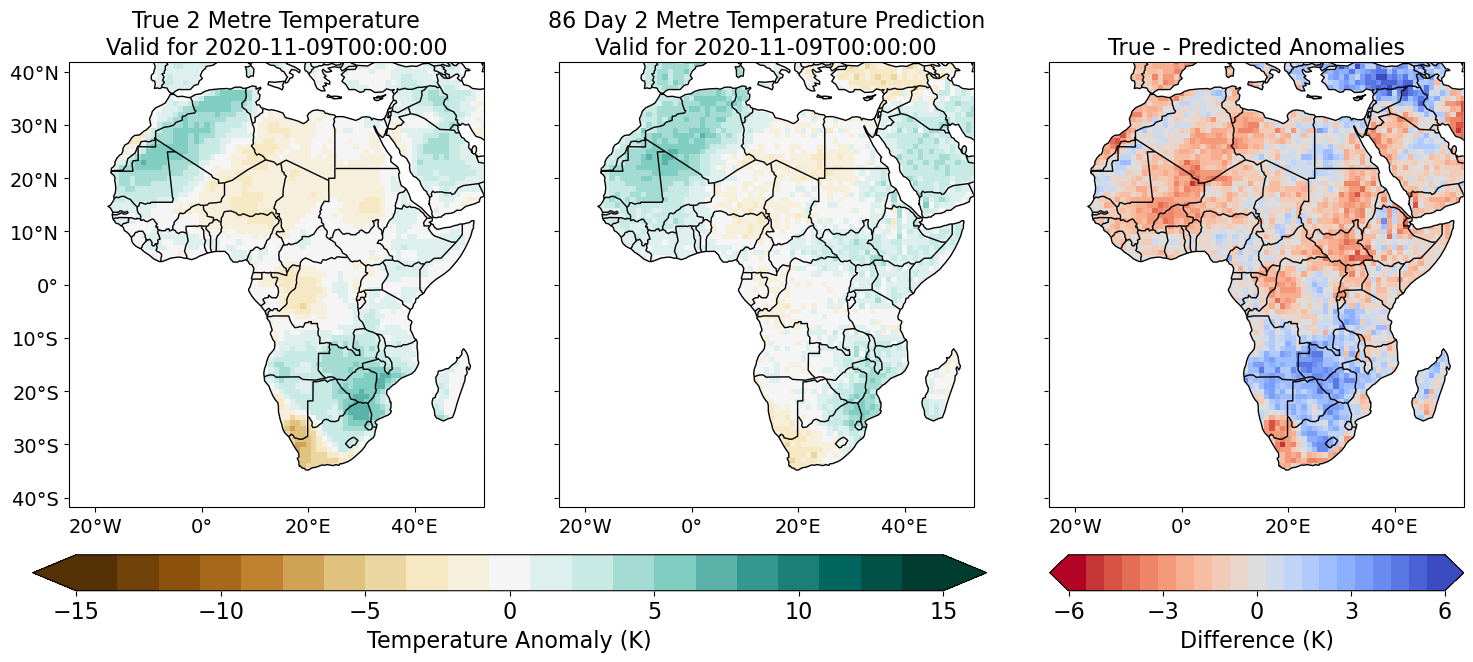 True 2 Metre Temperature
Valid for 2020-11-09T00:00:00
86 Day 2 Metre Temperature Prediction
Valid for 2020-11-09T00:00:00
True - Predicted Anomalies
40°N
30°N
20°N
10°N
0°
10°S
20°S
30°S
40°S
20°W 0° 20°E 40°E
20°W 0° 20°E 40°E
20°W 0° 20°E 40°E
−15 −10 −5 0 5 10 15
Temperature Anomaly (K)
−6 −3 0 3 6
Difference (K)